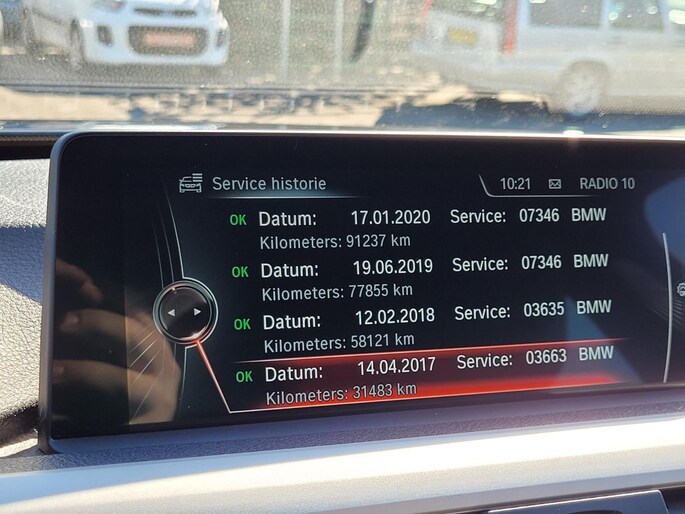 Service historie 10:21 RADIO 10
OK Datum: 17.01.2020 Service: 07346 BMW
Kilometers: 91237 km
OK Datum: 19.06.2019 Service: 07346 BMW
Kilometers: 77855 km
OK Datum: 12.02.2018 Service: 03635 BMW
Kilometers: 58121 km
OK Datum: 14.04.2017 Service: 03663 BMW
Kilometers: 31483 km